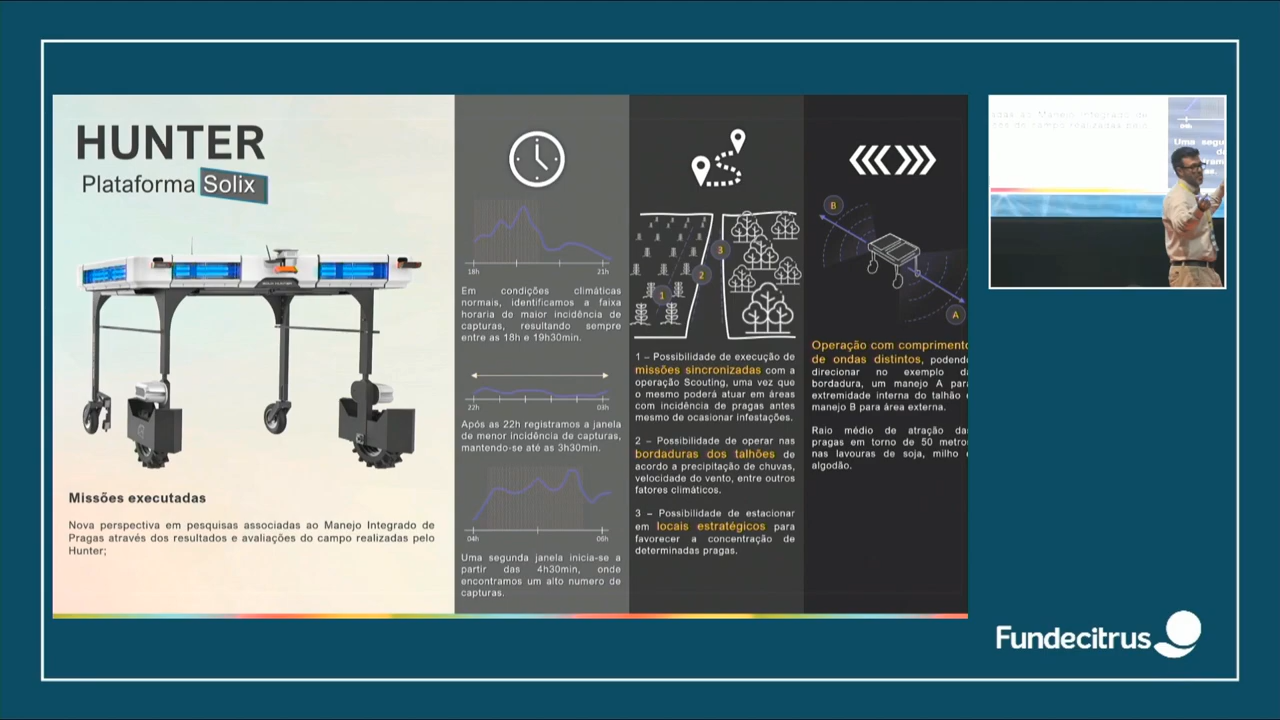 HUNTER
Plataforma Solix
SOLIX HUNTER
Missões executadas
Nova perspectiva em pesquisas associadas ao Manejo Integrado de
Pragas através dos resultados e avaliações do campo realizadas pelo
Hunter;
18h 21h
Em condições climáticas
normais, identificamos a faixa
horaria de maior incidência de
capturas, resultando sempre
entre as 18h e 19h30min.
22h 03h
Após as 22h registramos a janela
de menor incidência de capturas,
mantendo-se até as 3h30min.
04h 06h
Uma segunda janela inicia-se a
partir das 4h30min, onde
encontramos um alto numero de
capturas.
3
2
1
1 – Possibilidade de execução de
missões sincronizadas com a
operação Scouting, uma vez que
o mesmo poderá atuar em áreas
com incidência de pragas antes
mesmo de ocasionar infestações.
2 – Possibilidade de operar nas
bordaduras dos talhões de
acordo a precipitação de chuvas,
velocidade do vento, entre outros
fatores climáticos.
3 – Possibilidade de estacionar
em locais estratégicos para
favorecer a concentração de
determinadas pragas.
B
A
Operação com comprimento
de ondas distintos, podendo
direcionar no exemplo da
bordadura, um manejo A para
extremidade interna do talhão e
manejo B para área externa.
Raio médio de atração das
pragas em torno de 50 metros
nas lavouras de soja, milho e
algodão.
Fundecitrus